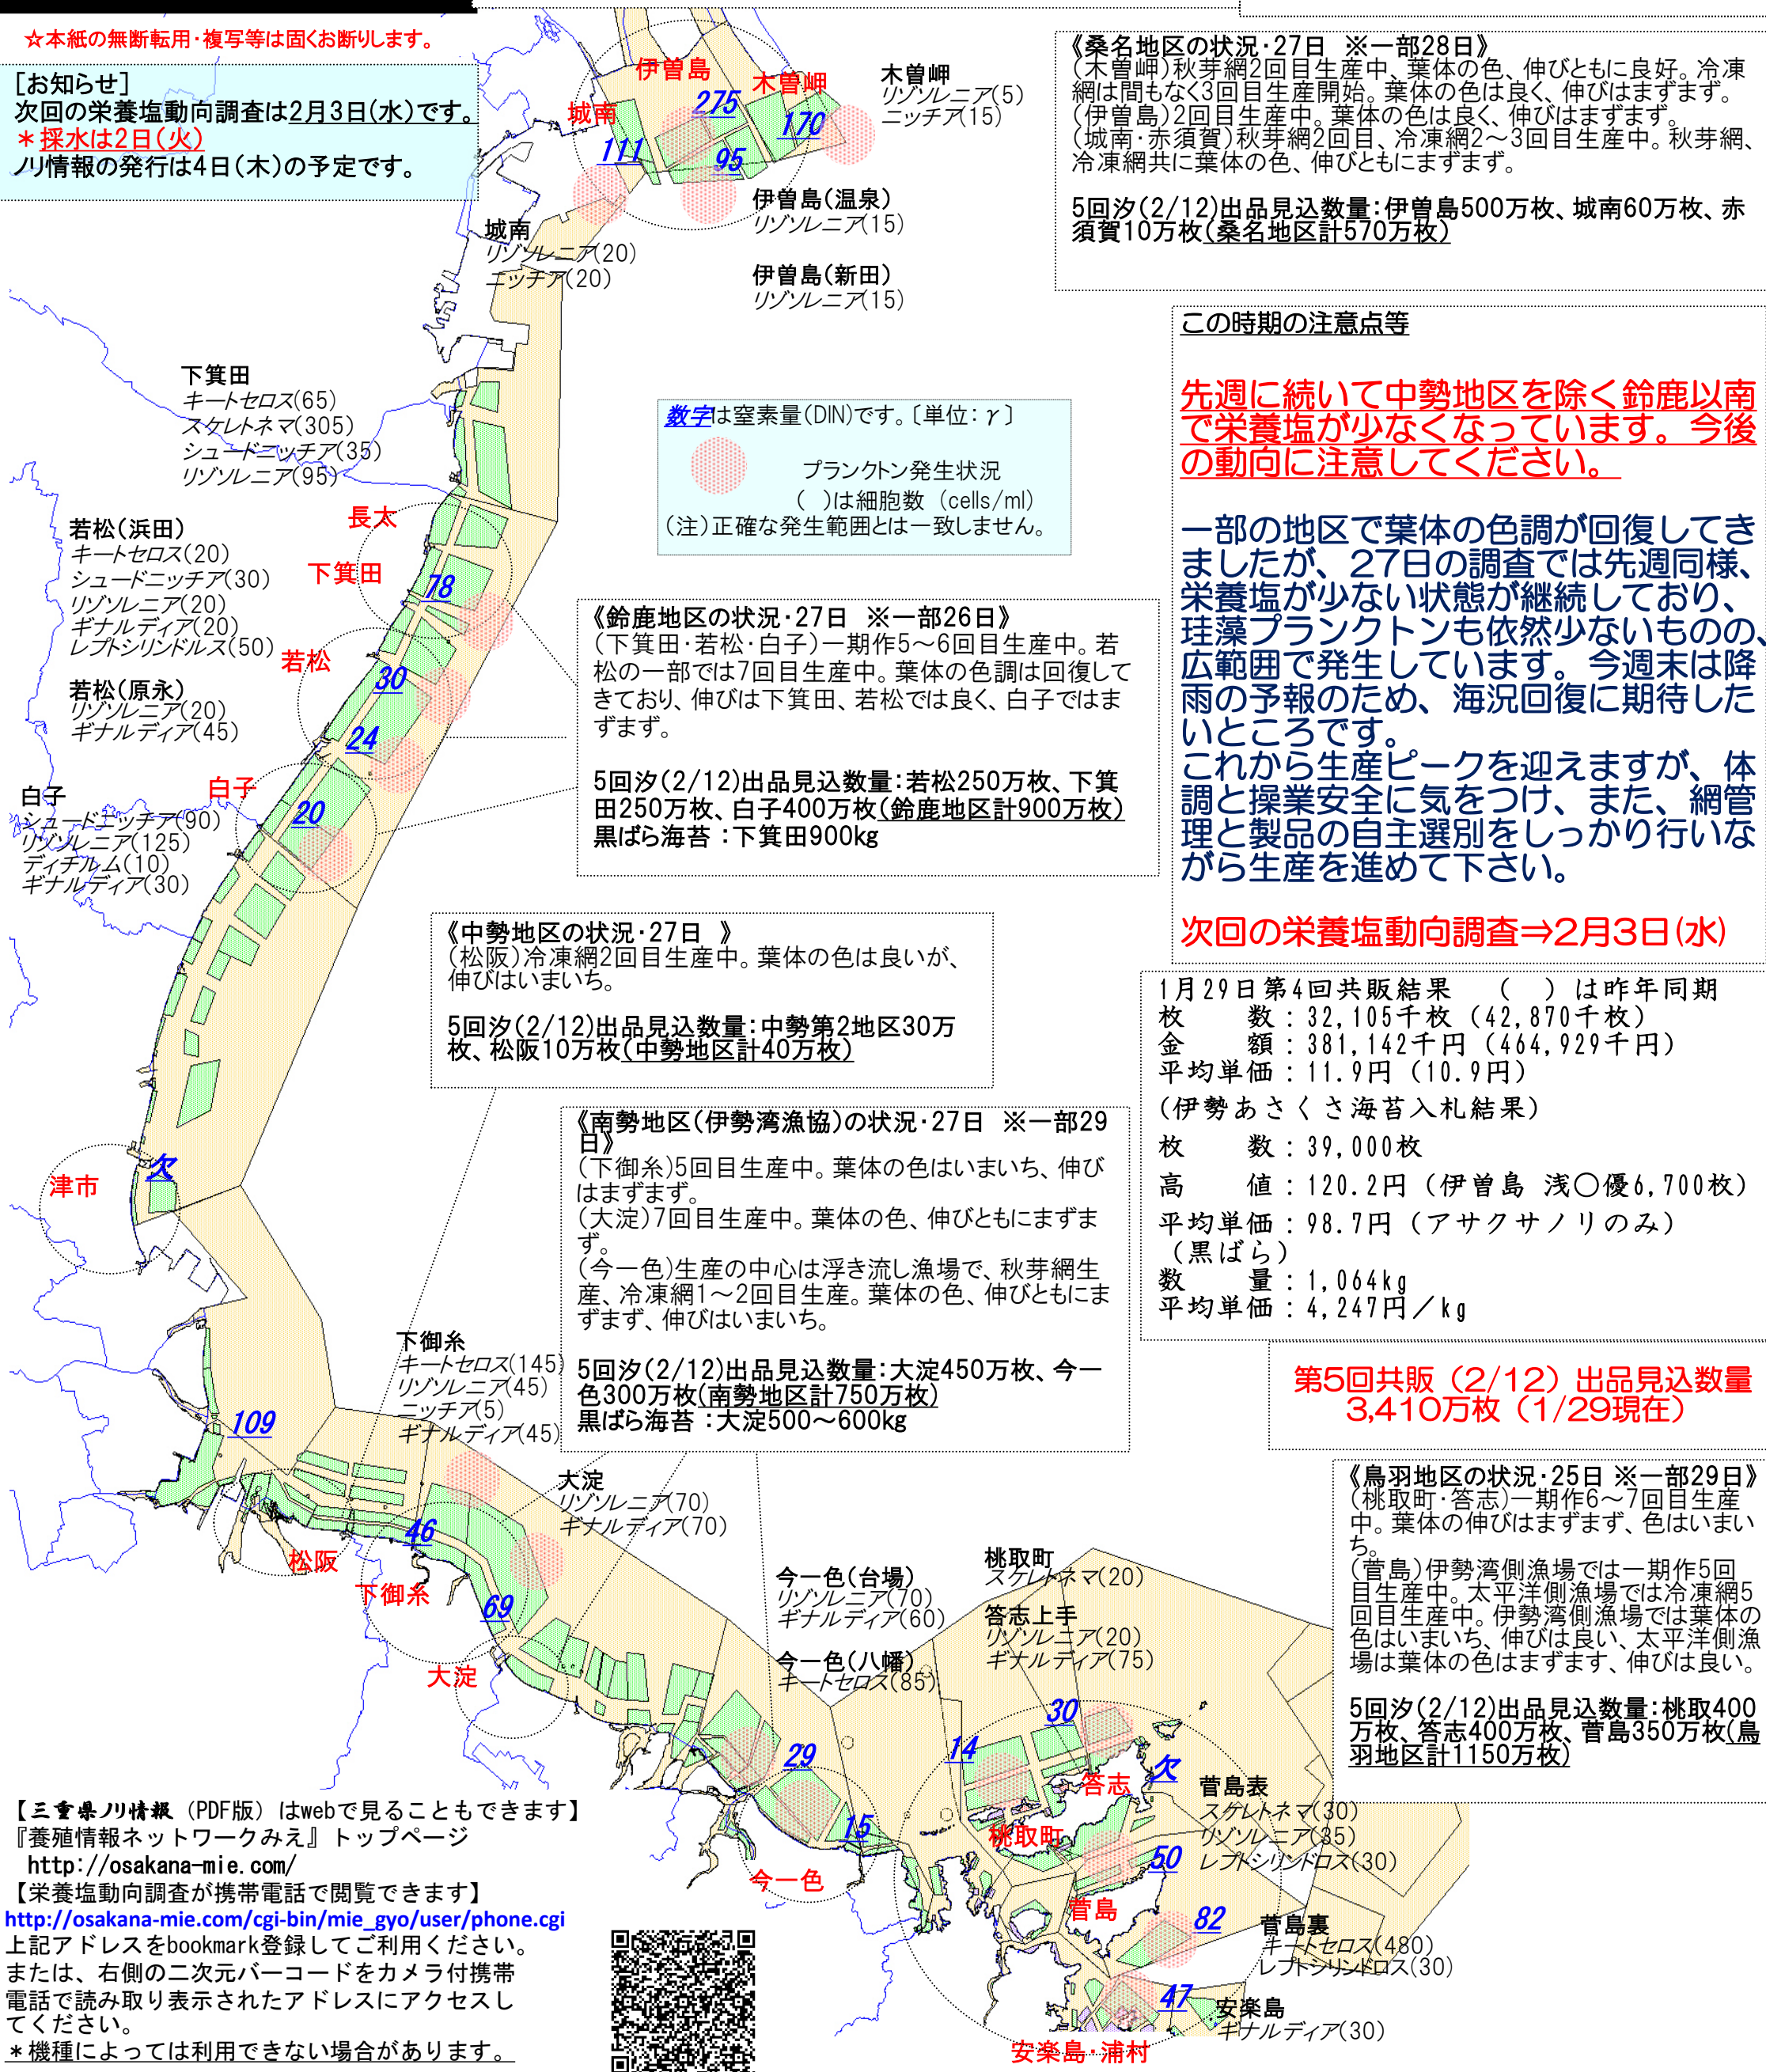 ☆本紙の無断転用・複写等は固くお断りします。
[お知らせ]
次回の栄養塩動向調査は2月3日(水)です。
＊採水は2日(火)
ノリ情報の発行は4日(木)の予定です。
伊曽島
木曽岬
城南
275
170
111
95
木曽岬
リゾソレニア(5)
ニッチア(15)
伊曽島(温泉)
リゾソレニア(15)
城南
リゾソレニア(20)
ニッチア(20)
伊曽島(新田)
リゾソレニア(15)
《桑名地区の状況・27日 ※一部28日》
(木曽岬)秋芽網2回目生産中、葉体の色、伸びともに良好。冷凍
網は間もなく3回目生産開始。葉体の色は良く、伸びはまずまず。
(伊曽島)2回目生産中。葉体の色は良く、伸びはまずまず。
(城南・赤須賀)秋芽網2回目、冷凍網2～3回目生産中。秋芽網、
冷凍網共に葉体の色、伸びともにまずまず。
5回汐(2/12)出品見込数量:伊曽島500万枚、城南60万枚、赤
須賀10万枚(桑名地区計570万枚)
この時期の注意点等
先週に続いて中勢地区を除く鈴鹿以南
で栄養塩が少なくなっています。今後
の動向に注意してください。
一部の地区で葉体の色調が回復してき
ましたが、27日の調査では先週同様、
栄養塩が少ない状態が継続しており、
珪藻プランクトンも依然少ないものの、
広範囲で発生しています。今週末は降
雨の予報のため、海況回復に期待した
いところです。
これから生産ピークを迎えますが、体
調と操業安全に気をつけ、また、網管
理と製品の自主選別をしっかり行いな
がら生産を進めて下さい。
次回の栄養塩動向調査⇒2月3日(水)
数字は窒素量(DIN)です。〔単位:γ〕
プランクトン発生状況
( )は細胞数 (cells/ml)
(注)正確な発生範囲とは一致しません。
下箕田
キートセロス(65)
スケレトネマ(305)
シュードニッチア(35)
リゾソレニア(95)
若松(浜田)
キートセロス(20)
シュードニッチア(30)
リゾソレニア(20)
ギナルディア(20)
レプトシリンドルス(50)
若松(原永)
リゾソレニア(20)
ギナルディア(45)
白子
シュードニッチア(90)
リゾソレニア(125)
ディチルム(10)
ギナルディア(30)
長太
下箕田
78
若松
30
24
白子
20
《鈴鹿地区の状況・27日 ※一部26日》
(下箕田・若松・白子)一期作5～6回目生産中。若
松の一部では7回目生産中。葉体の色調は回復して
きており、伸びは下箕田、若松では良く、白子ではま
ずまず。
5回汐(2/12)出品見込数量:若松250万枚、下箕
田250万枚、白子400万枚(鈴鹿地区計900万枚)
黒ばら海苔:下箕田900kg
《中勢地区の状況・27日 》
(松阪)冷凍網2回目生産中。葉体の色は良いが、
伸びはいまいち。
5回汐(2/12)出品見込数量:中勢第2地区30万
枚、松阪10万枚(中勢地区計40万枚)
1月29日第4回共販結果 ( )は昨年同期
枚 数:32,105千枚(42,870千枚)
金 額:381,142千円(464,929千円)
平均単価:11.9円(10.9円)
(伊勢あさくさ海苔入札結果)
枚 数:39,000枚
高 値:120.2円(伊曽島 浅○優6,700枚)
平均単価:98.7円(アサクサノリのみ)
(黒ばら)
数 量:1,064kg
平均単価:4,247円/kg
《南勢地区(伊勢湾漁協)の状況・27日 ※一部29
日》
(下御糸)5回目生産中。葉体の色はいまいち、伸び
はまずまず。
(大淀)7回目生産中。葉体の色、伸びともにまずま
ず。
(今一色)生産の中心は浮き流し漁場で、秋芽網生
産、冷凍網1～2回目生産。葉体の色、伸びともにま
ずまず、伸びはいまいち。
5回汐(2/12)出品見込数量:大淀450万枚、今一
色300万枚(南勢地区計750万枚)
黒ばら海苔:大淀500～600kg
津市
欠
109
松阪
下御糸
キートセロス(145)
リゾソレニア(45)
ニッチア(5)
ギナルディア(45)
46
下御糸
69
大淀
大淀
リゾソレニア(70)
ギナルディア(70)
第5回共販(2/12)出品見込数量
3,410万枚(1/29現在)
《鳥羽地区の状況・25日 ※一部29日》
(桃取町・答志)一期作6～7回目生産
中。葉体の伸びはまずまず、色はいまい
ち。
(菅島)伊勢湾側漁場では一期作5回
目生産中。太平洋側漁場では冷凍網5
回目生産中。伊勢湾側漁場では葉体の
色はいまいち、伸びは良い、太平洋側漁
場は葉体の色はまずます、伸びは良い。
5回汐(2/12)出品見込数量:桃取400
万枚、答志400万枚、菅島350万枚(鳥
羽地区計1150万枚)
今一色(台場)
リゾソレニア(70)
ギナルディア(60)
今一色(八幡)
キートセロス(85)
桃取町
スケレトネマ(20)
答志上手
リゾソレニア(20)
ギナルディア(75)
29
15
今一色
14
30
答志
欠
桃取町
50
菅島
82
47
安楽島・浦村
菅島表
スケレトネマ(30)
リゾソレニア(35)
レプトシリンドロス(30)
菅島裏
キートセロス(480)
レプトシリンドロス(30)
安楽島
ギナルディア(30)
【三重県ノリ情報(PDF版)はwebで見ることもできます】
『養殖情報ネットワークみえ』トップページ
http://osakana-mie.com/
【栄養塩動向調査が携帯電話で閲覧できます】
http://osakana-mie.com/cgi-bin/mie_gyo/user/phone.cgi
上記アドレスをbookmark登録してご利用ください。
または、右側の二次元バーコードをカメラ付携帯
電話で読み取り表示されたアドレスにアクセスし
てください。
＊機種によっては利用できない場合があります。